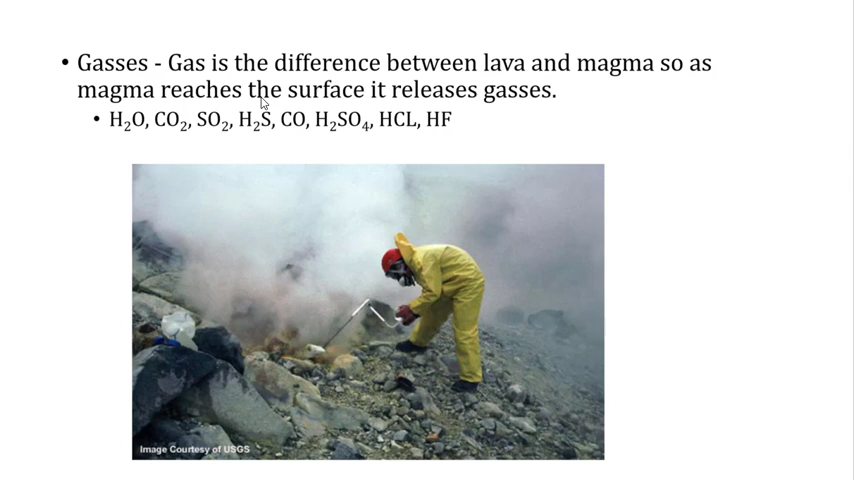 • Gasses - Gas is the difference between lava and magma so as
magma reaches the surface it releases gasses.
• H₂O, CO₂, SO₂, H₂S, CO, H₂SO₄, HCL, HF
Image Courtesy of USGS